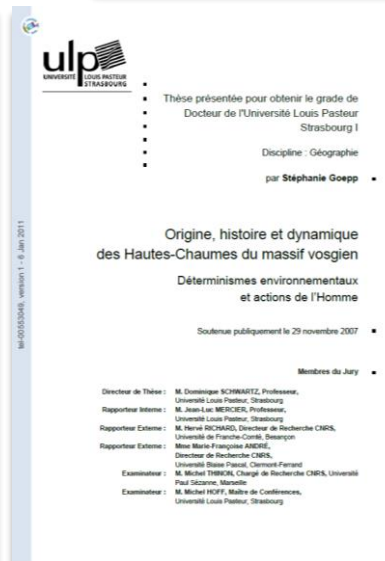 ulp
UNIVERSITÉ LOUIS PASTEUR
STRASBOURG
Thèse présentée pour obtenir le grade de
Docteur de l'Université Louis Pasteur
Strasbourg I
Discipline : Géographie
par Stéphanie Goepp
Origine, histoire et dynamique
des Hautes-Chaumes du massif vosgien
Déterminismes environnementaux
et actions de l'Homme
Soutenue publiquement le 29 novembre 2007
Membres du Jury
Directeur de Thèse : M. Dominique SCHWARTZ, Professeur,
Université Louis Pasteur, Strasbourg
Rapporteur Interne : M. Jean-Luc MERCIER, Professeur,
Université Louis Pasteur, Strasbourg
Rapporteur Externe : M. Hervé RICHARD, Directeur de Recherche CNRS,
Université de Franche-Comté, Besançon
Rapporteur Externe : Mme Marie-Françoise ANDRÉ,
Directeur de Recherche CNRS,
Université Blaise Pascal, Clermont-Ferrand
Examinateur : M. Michel THINON, Chargé de Recherche CNRS, Université
Paul Sézanne, Marseille
Examinateur : M. Michel HOFF, Maître de Conférences,
Université Louis Pasteur, Strasbourg
tel-00553049, version 1 - 6 Jan 2011